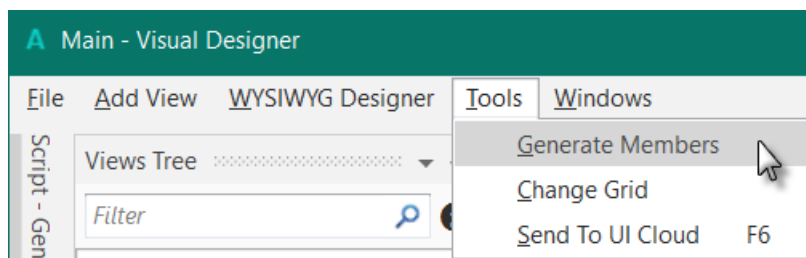 A Main - Visual Designer
File Add View WYSIWYG Designer Tools Windows
Script - Gen
Views Tree
Filter
Generate Members
Change Grid
Send To UI Cloud F6